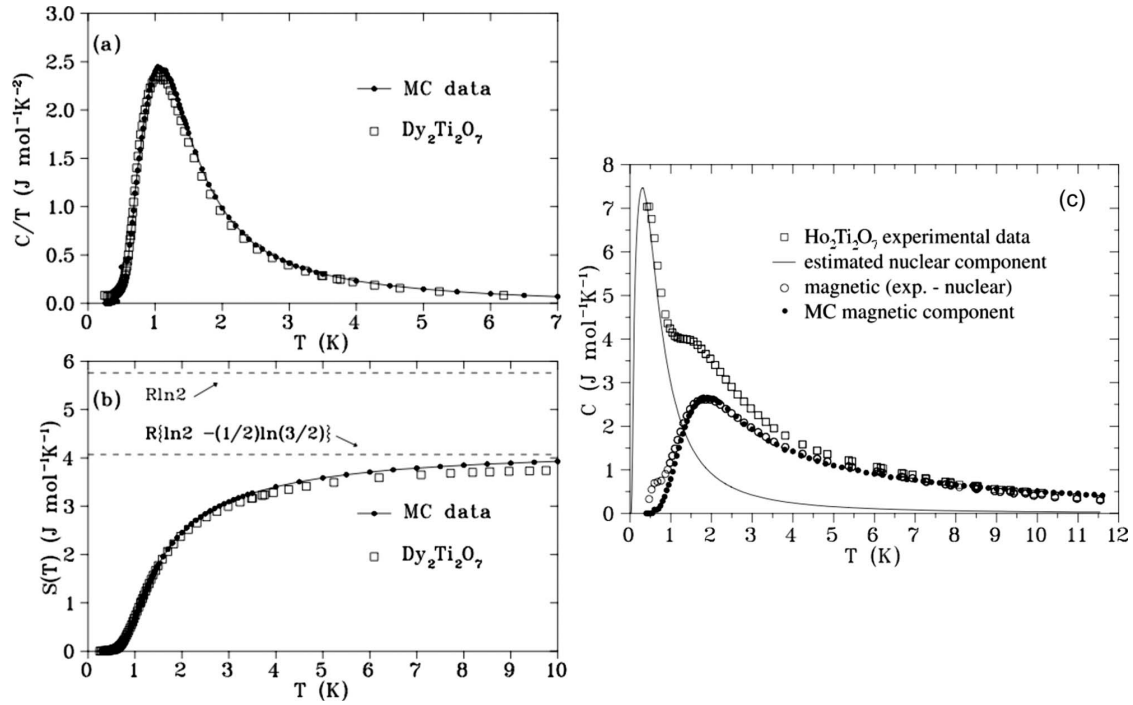 (a)
3.0
2.5
2.0
1.5
1.0
0.5
0.0
C/T (J mol⁻¹K⁻²)
MC data
Dy₂Ti₂O₇
0 1 2 3 4 5 6 7
T (K)
(b)
6
5
4
3
2
1
0
S(T) (J mol⁻¹K⁻¹)
Rln2
R{ln2 -(1/2)ln(3/2)}
MC data
Dy₂Ti₂O₇
0 1 2 3 4 5 6 7 8 9 10
T (K)
(c)
8
7
6
5
4
3
2
1
0
C (J mol⁻¹K⁻¹)
Ho₂Ti₂O₇ experimental data
estimated nuclear component
magnetic (exp. - nuclear)
MC magnetic component
0 1 2 3 4 5 6 7 8 9 10 11 12
T (K)